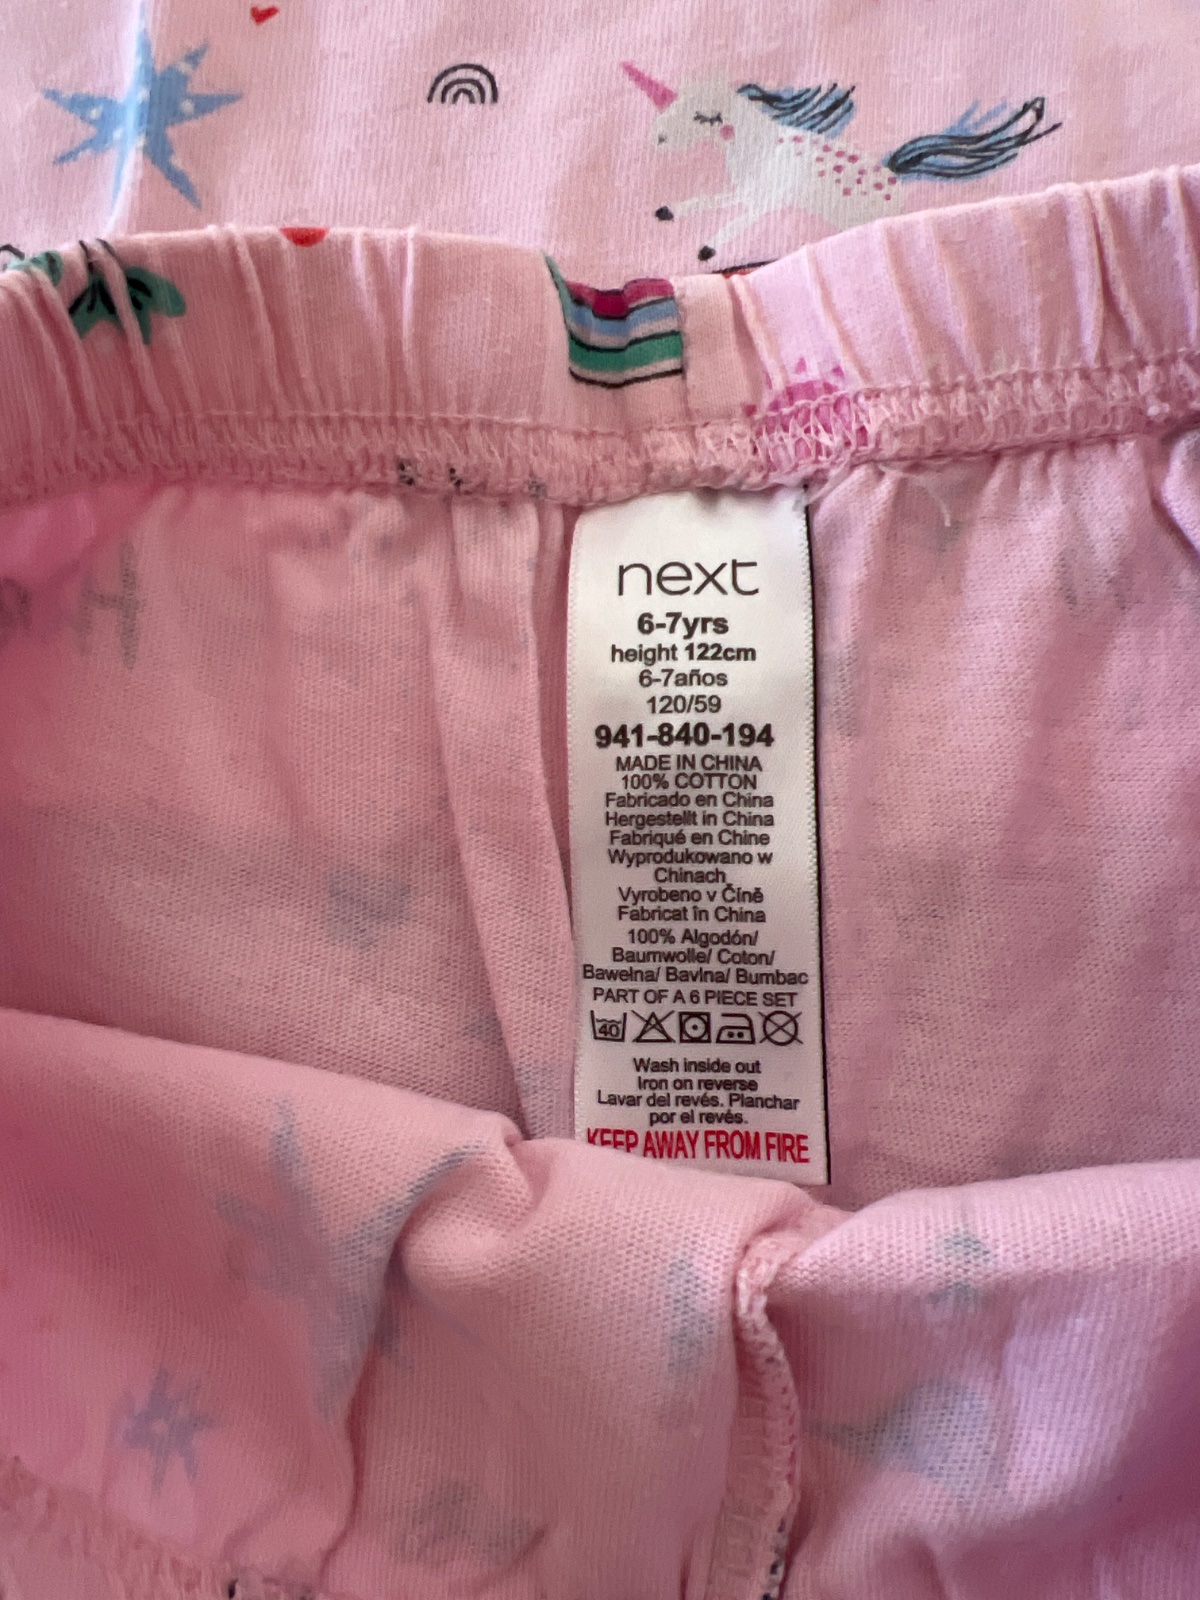 next
6-7yrs
height 122cm
6-7años
120/59
941-840-194
MADE IN CHINA
100% COTTON
Fabricado en China
Hergestellt in China
Fabriqué en Chine
Wyprodukowano w
Chinach
Vyrobeno v Číně
Fabricat în China
100% Algodón/
Baumwolle/ Coton/
Bawełna/ Bavlna/ Bumbac
PART OF A 6 PIECE SET
40
Wash inside out
Iron on reverse
Lavar del revés. Planchar
por el revés.
KEEP AWAY FROM FIRE